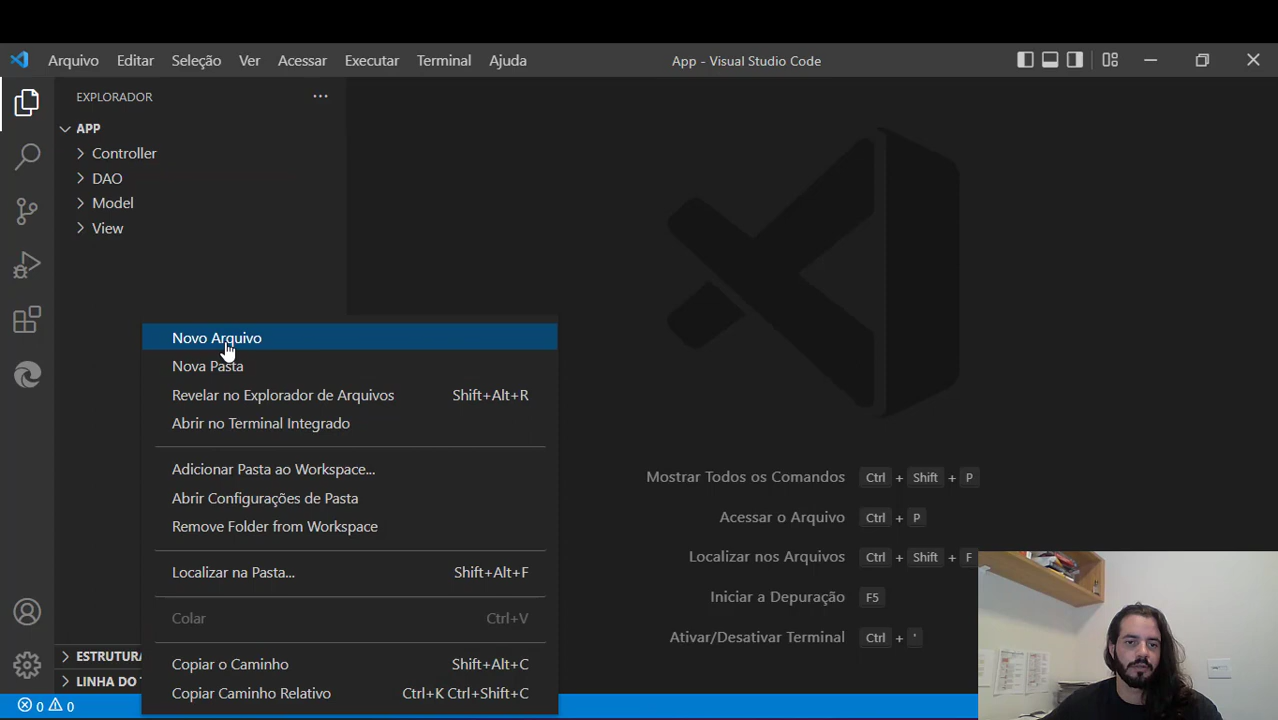 Arquivo Editar Seleção Ver Acessar Executar Terminal Ajuda App - Visual Studio Code
EXPLORADOR
APP
Controller
DAO
Model
View
Novo Arquivo
Nova Pasta
Revelar no Explorador de Arquivos Shift+Alt+R
Abrir no Terminal Integrado
Adicionar Pasta ao Workspace...
Abrir Configurações de Pasta
Remove Folder from Workspace
Localizar na Pasta... Shift+Alt+F
Colar Ctrl+V
Copiar o Caminho Shift+Alt+C
Copiar Caminho Relativo Ctrl+K Ctrl+Shift+C
Mostrar Todos os Comandos Ctrl + Shift + P
Acessar o Arquivo Ctrl + P
Localizar nos Arquivos Ctrl + Shift + F
Iniciar a Depuração F5
Ativar/Desativar Terminal Ctrl + '
ESTRUTURA
LINHA DO
0 0